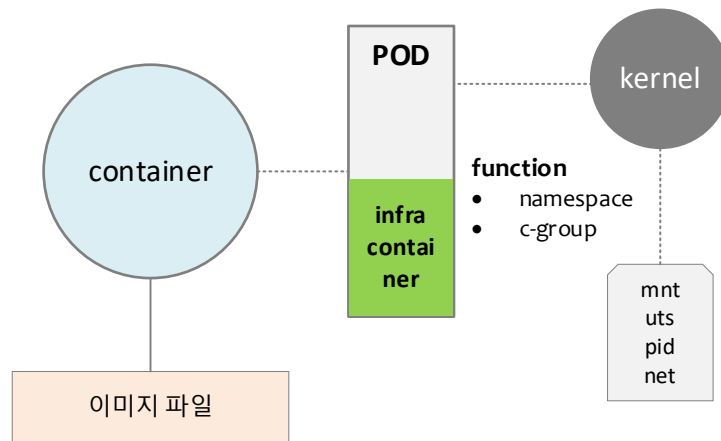 POD
kernel
container
function
• namespace
• c-group
infra
contai
ner
mnt
uts
pid
net
이미지 파일